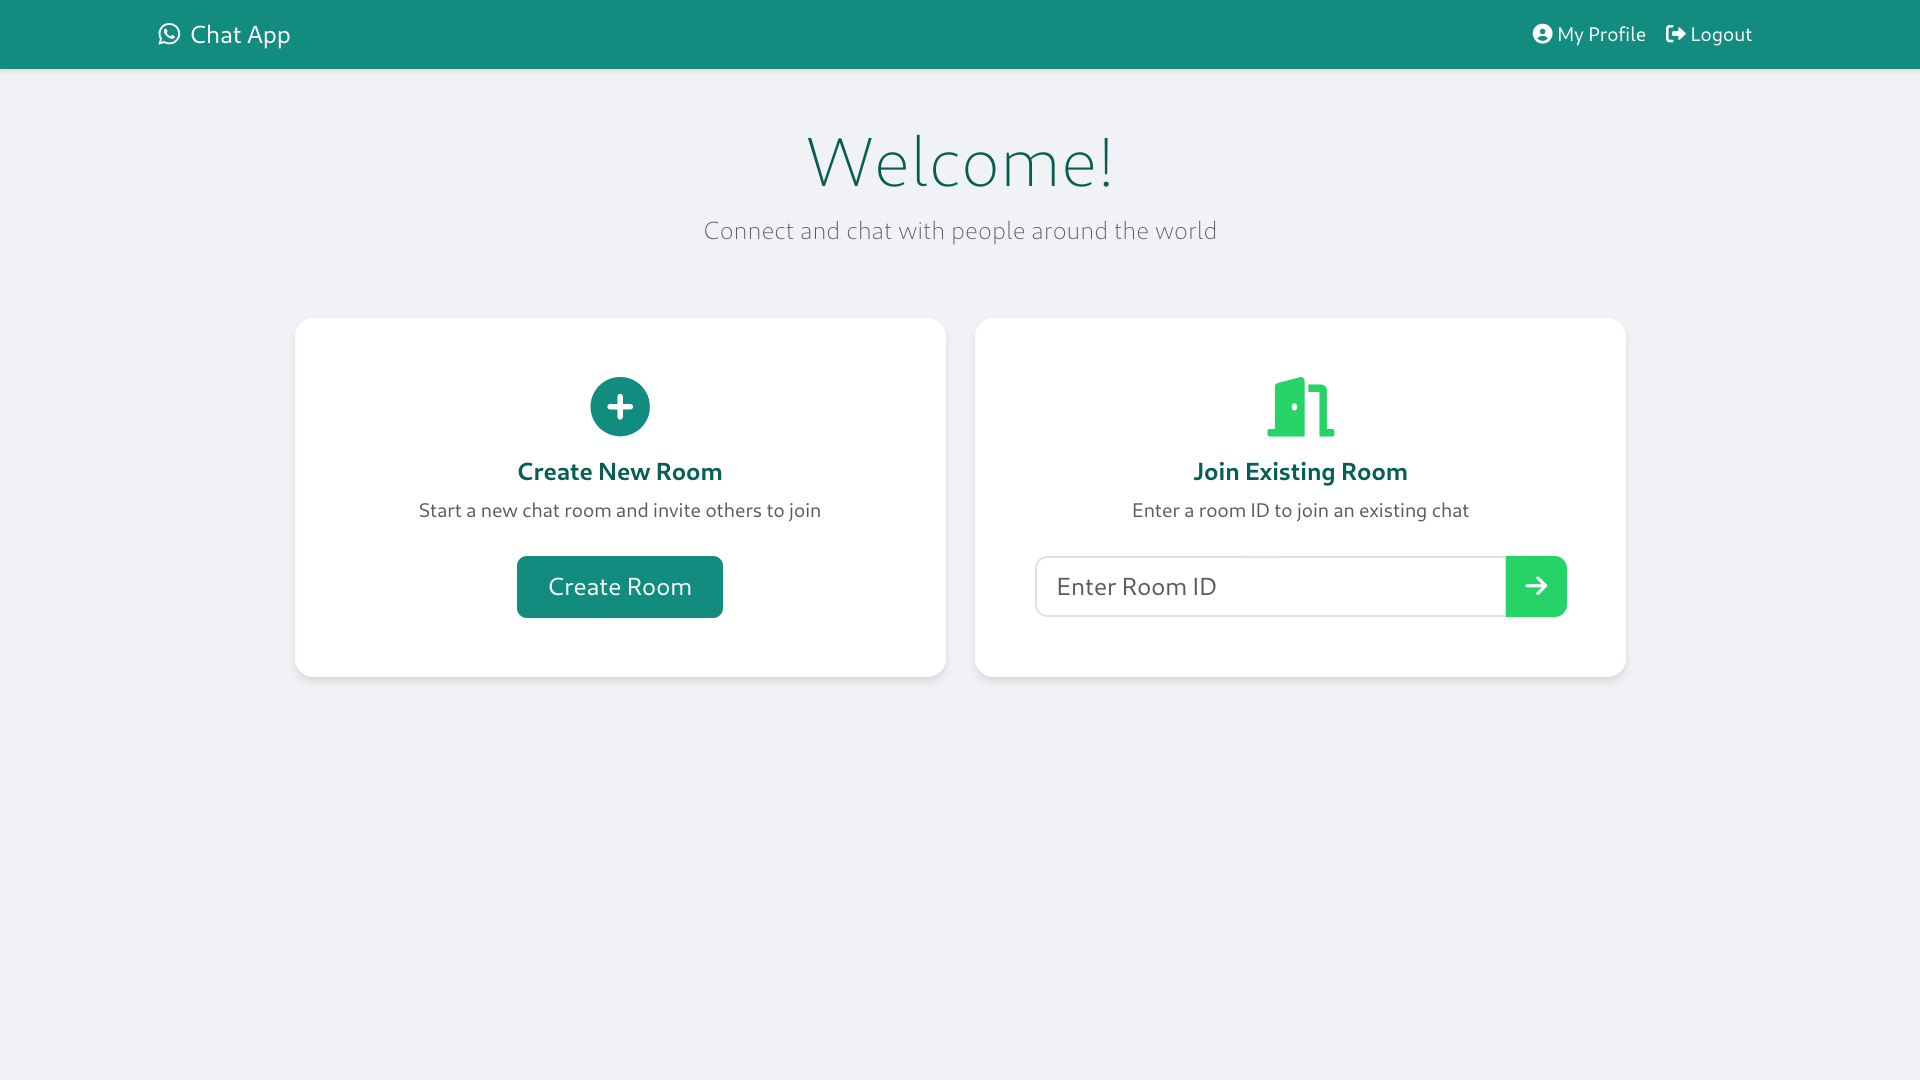 Chat App
My Profile
Logout
Welcome!
Connect and chat with people around the world
Create New Room
Start a new chat room and invite others to join
Create Room
Join Existing Room
Enter a room ID to join an existing chat
Enter Room ID